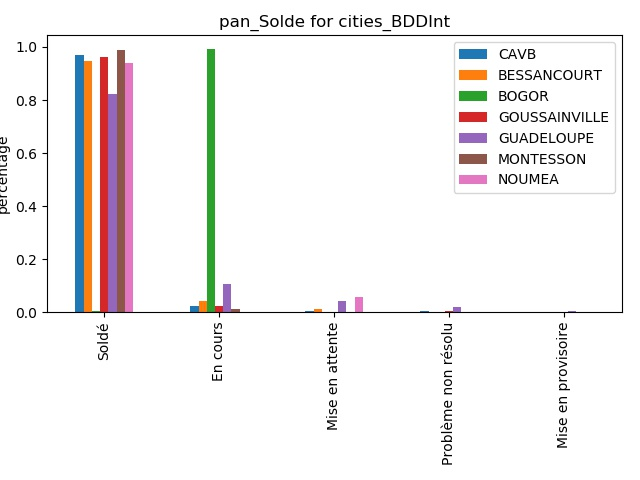 pan_Solde for cities_BDDInt
percentage
1.0
0.8
0.6
0.4
0.2
0.0
CAVB
BESSANCOURT
BOGOR
GOUSSAINVILLE
GUADELOUPE
MONTESSON
NOUMEA
Soldé
En cours
Mise en attente
Problème non résolu
Mise en provisoire